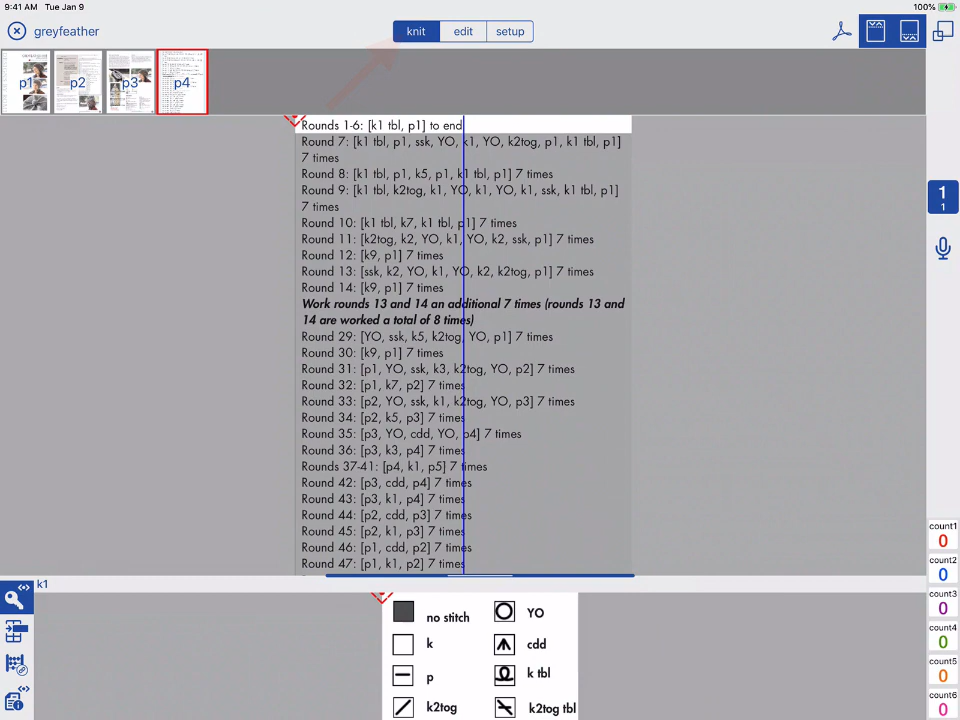 9:41 AM Tue Jan 9
100%
greyfeather
knit
edit
setup
p1
p2
p3
p4
Rounds 1-6: [k1 tbl, p1] to end
Round 7: [k1 tbl, p1, ssk, YO, k1, YO, k2tog, p1, k1 tbl, p1]
7 times
Round 8: [k1 tbl, p1, k5, p1, k1 tbl, p1] 7 times
Round 9: [k1 tbl, k2tog, k1, YO, k1, YO, k1, ssk, k1 tbl, p1]
7 times
Round 10: [k1 tbl, k7, k1 tbl, p1] 7 times
Round 11: [k2tog, k2, YO, k1, YO, k2, ssk, p1] 7 times
Round 12: [k9, p1] 7 times
Round 13: [ssk, k2, YO, k1, YO, k2, k2tog, p1] 7 times
Round 14: [k9, p1] 7 times
Work rounds 13 and 14 an additional 7 times (rounds 13 and
14 are worked a total of 8 times)
Round 29: [YO, ssk, k5, k2tog, YO, p1] 7 times
Round 30: [k9, p1] 7 times
Round 31: [p1, YO, ssk, k3, k2tog, YO, p2] 7 times
Round 32: [p1, k7, p2] 7 times
Round 33: [p2, YO, ssk, k1, k2tog, YO, p3] 7 times
Round 34: [p2, k5, p3] 7 times
Round 35: [p3, YO, cdd, YO, p4] 7 times
Round 36: [p3, k3, p4] 7 times
Rounds 37-41: [p4, k1, p5] 7 times
Round 42: [p3, cdd, p4] 7 times
Round 43: [p3, k1, p4] 7 times
Round 44: [p2, cdd, p3] 7 times
Round 45: [p2, k1, p3] 7 times
Round 46: [p1, cdd, p2] 7 times
Round 47: [p1, k1, p2] 7 times
1
1
count1
0
count2
0
count3
0
count4
0
count5
0
count6
0
k1
no stitch
YO
k
cdd
p
k tbl
k2tog
k2tog tbl